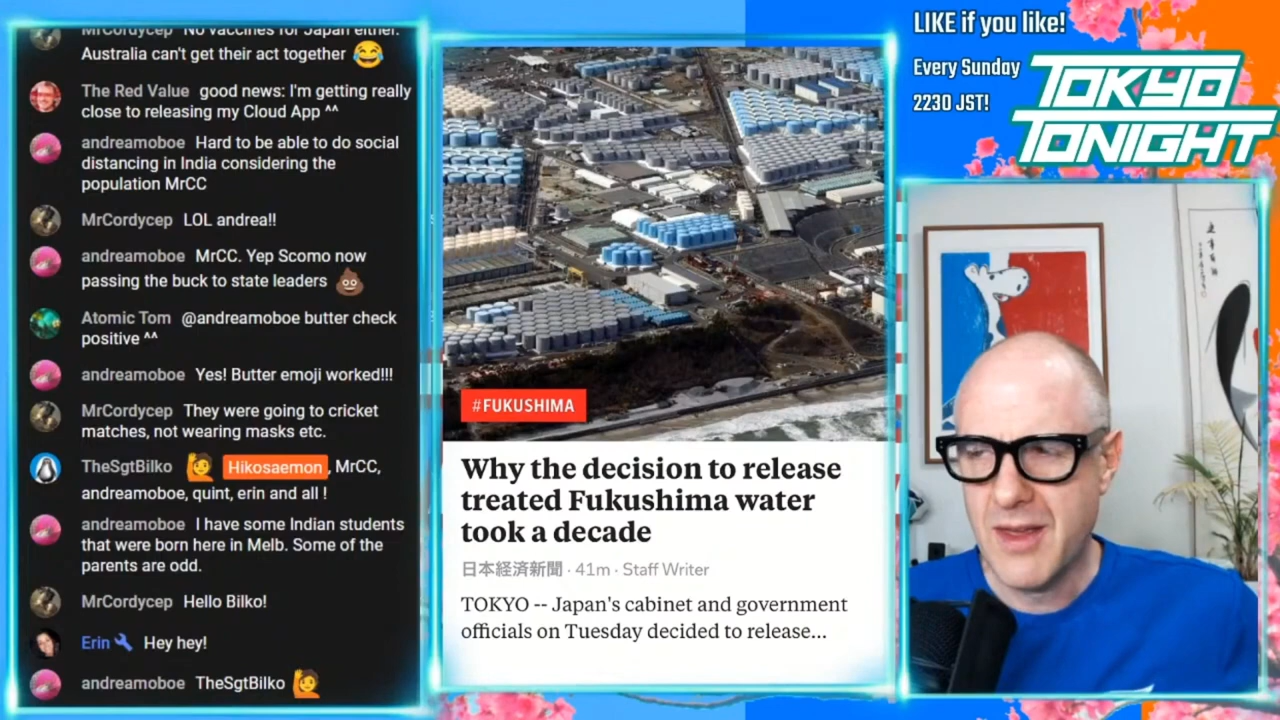 MrCordycep No vaccines for Japan either.
Australia can't get their act together 😂
The Red Value good news: I'm getting really
close to releasing my Cloud App ^^
andreamoboe Hard to be able to do social
distancing in India considering the
population MrCC
MrCordycep LOL andrea!!
andreamoboe MrCC. Yep Scomo now
passing the buck to state leaders 💩
Atomic Tom @andreamoboe butter check
positive ^^
andreamoboe Yes! Butter emoji worked!!!
MrCordycep They were going to cricket
matches, not wearing masks etc.
TheSgtBilko 🙋 Hikosaemon, MrCC,
andreamoboe, quint, erin and all !
andreamoboe I have some Indian students
that were born here in Melb. Some of the
parents are odd.
MrCordycep Hello Bilko!
Erin🔧 Hey hey!
andreamoboe TheSgtBilko 🙋
#FUKUSHIMA
Why the decision to release
treated Fukushima water
took a decade
日本経済新聞 · 41m · Staff Writer
TOKYO -- Japan's cabinet and government
officials on Tuesday decided to release...
LIKE if you like!
Every Sunday
2230 JST!
TOKYO
TONIGHT